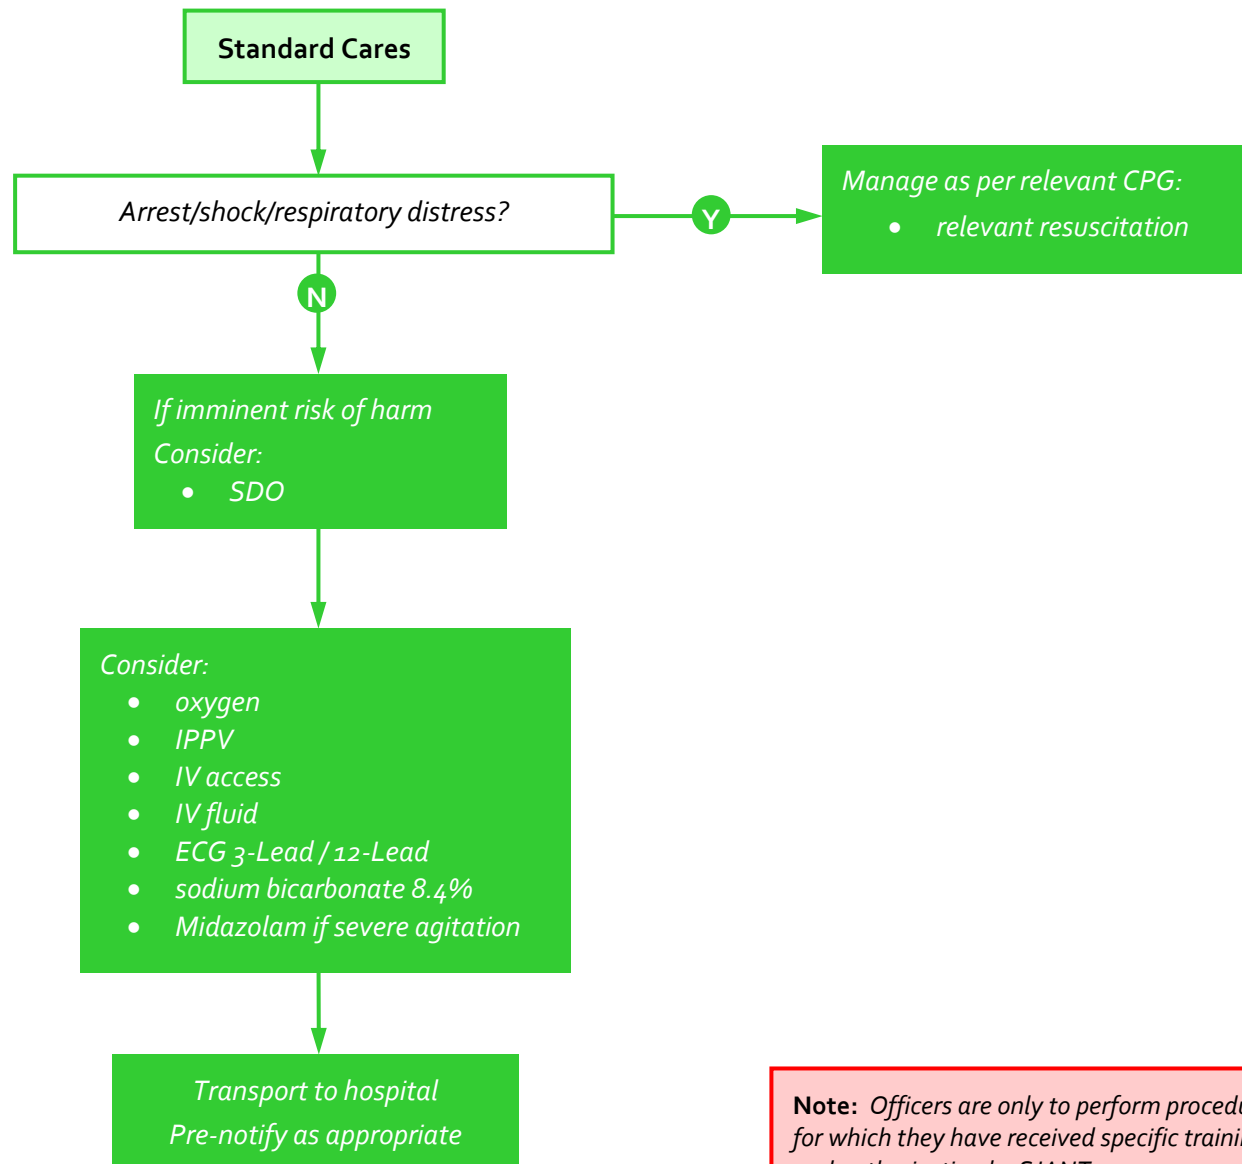 Standard Cares
Arrest/shock/respiratory distress?
Y
Manage as per relevant CPG:
• relevant resuscitation
N
If imminent risk of harm
Consider:
• SDO
Consider:
• oxygen
• IPPV
• IV access
• IV fluid
• ECG 3-Lead / 12-Lead
• sodium bicarbonate 8.4%
• Midazolam if severe agitation
Transport to hospital
Pre-notify as appropriate
Note: Officers are only to perform
for which they have received specific